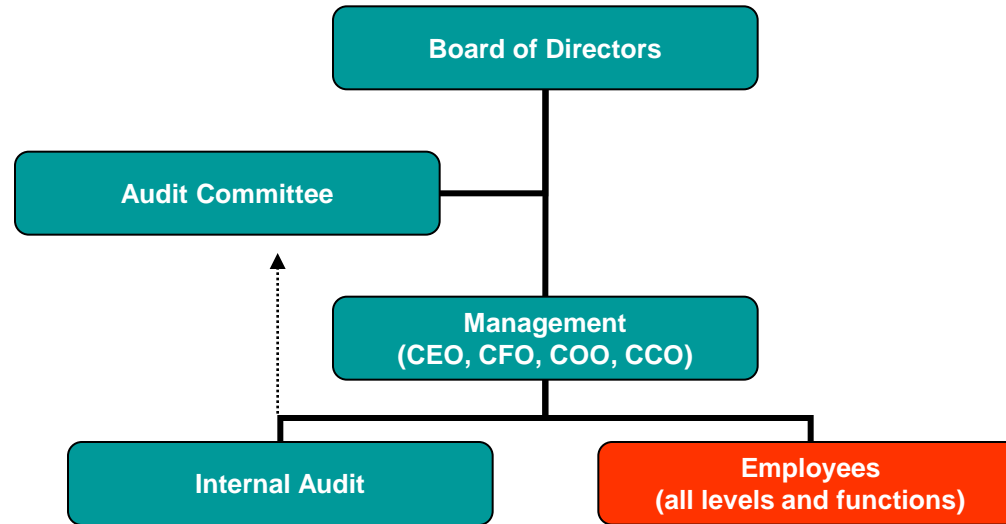 Board of Directors
Audit Committee
Management
(CEO, CFO, COO, CCO)
Internal Audit
Employees
(all levels and functions)